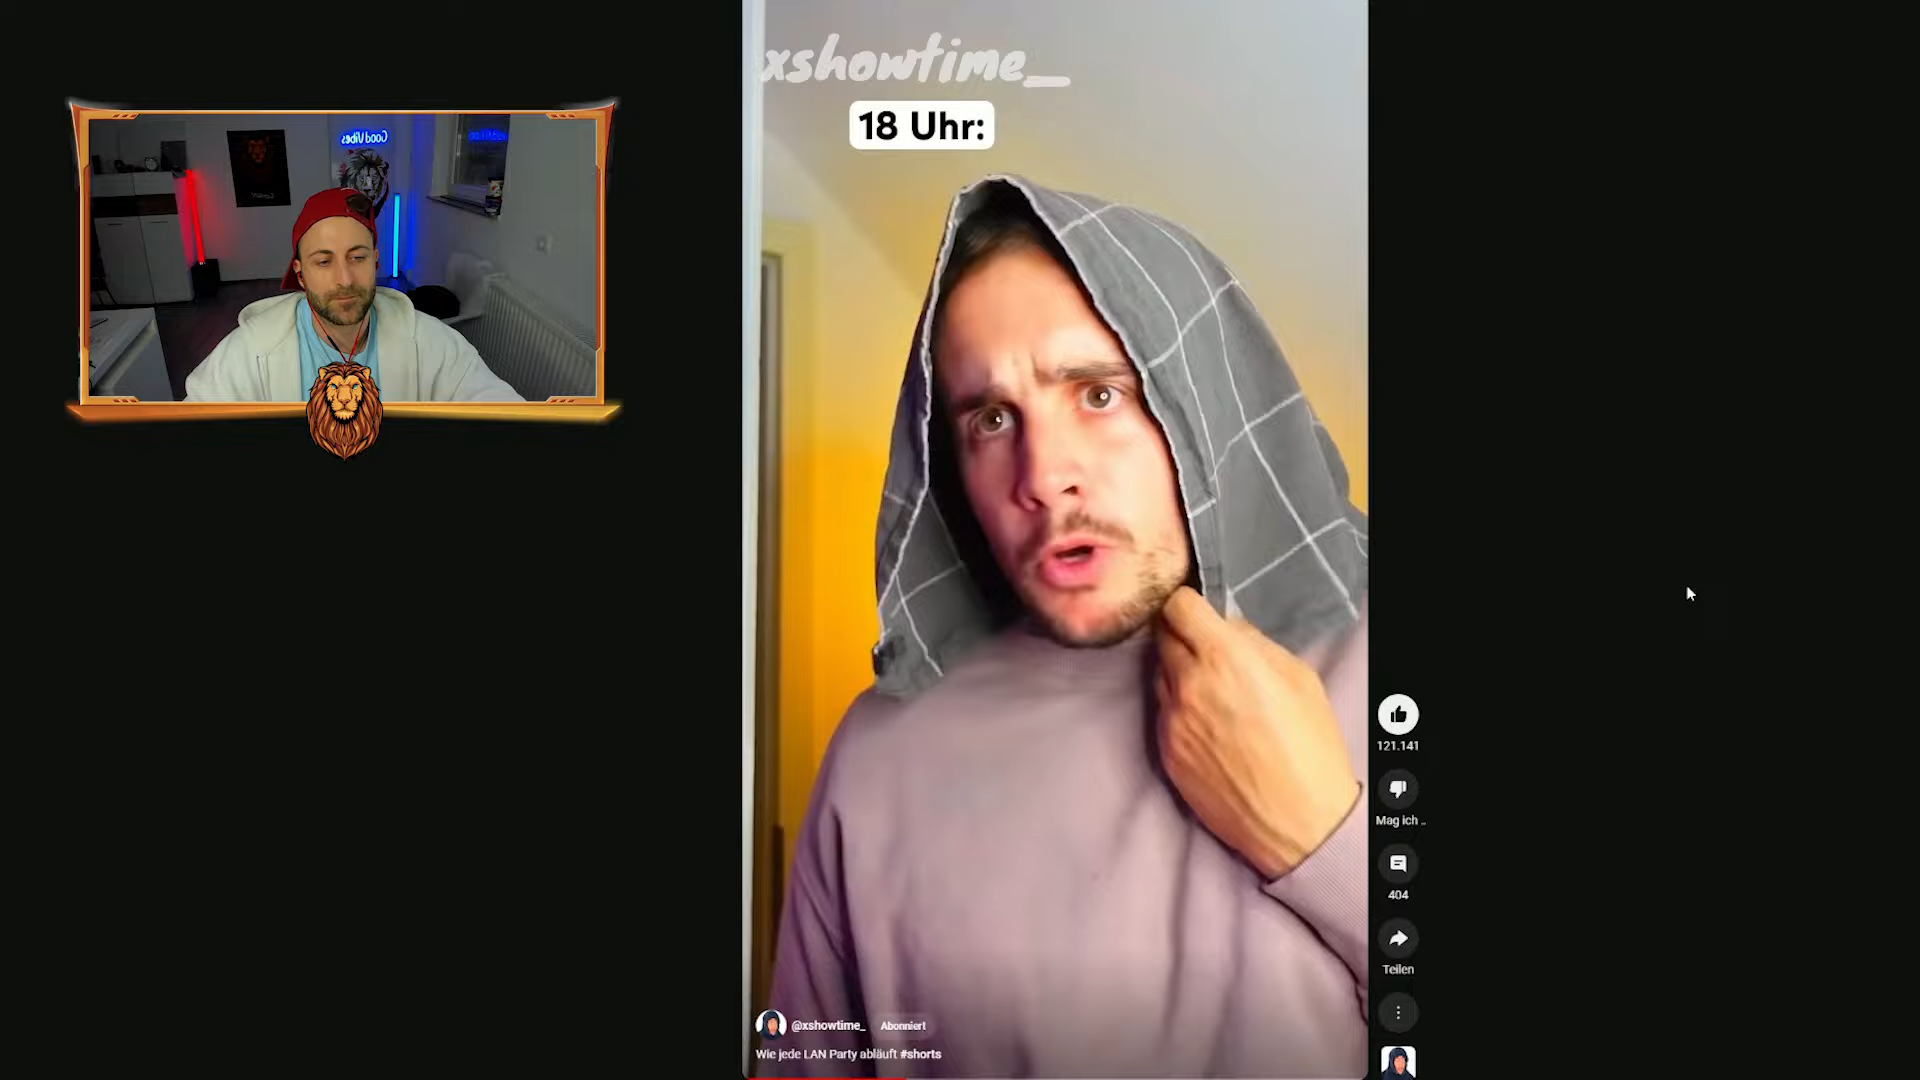 xshowtime_
18 Uhr:
Good Vibes
121.141
Mag ich ..
404
Teilen
@xshowtime_ Abonniert
Wie jede LAN Party abläuft #shorts